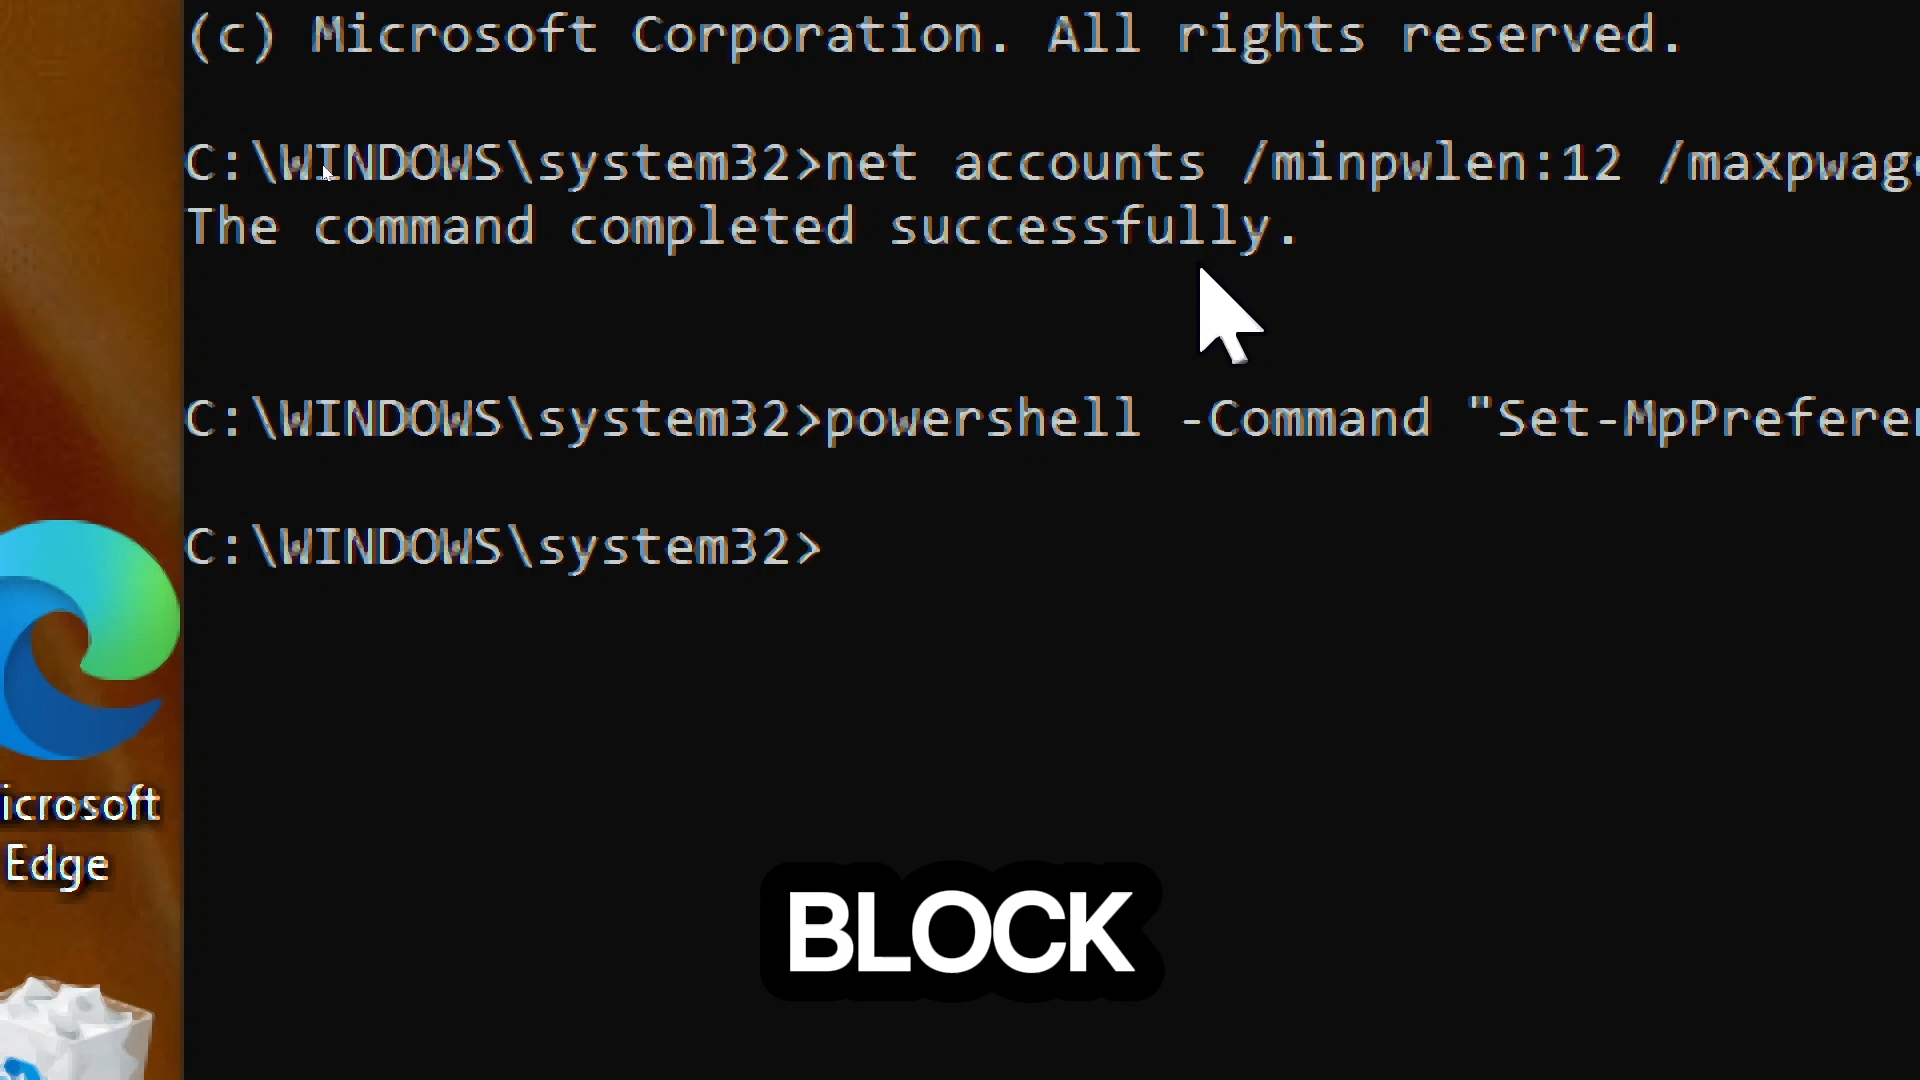 (c) Microsoft Corporation. All rights reserved.
C:\WINDOWS\system32>net accounts /minpwlen:12 /maxpwag
The command completed successfully.
C:\WINDOWS\system32>powershell -Command "Set-MpPrefere
C:\WINDOWS\system32>
icrosoft
Edge
BLOCK